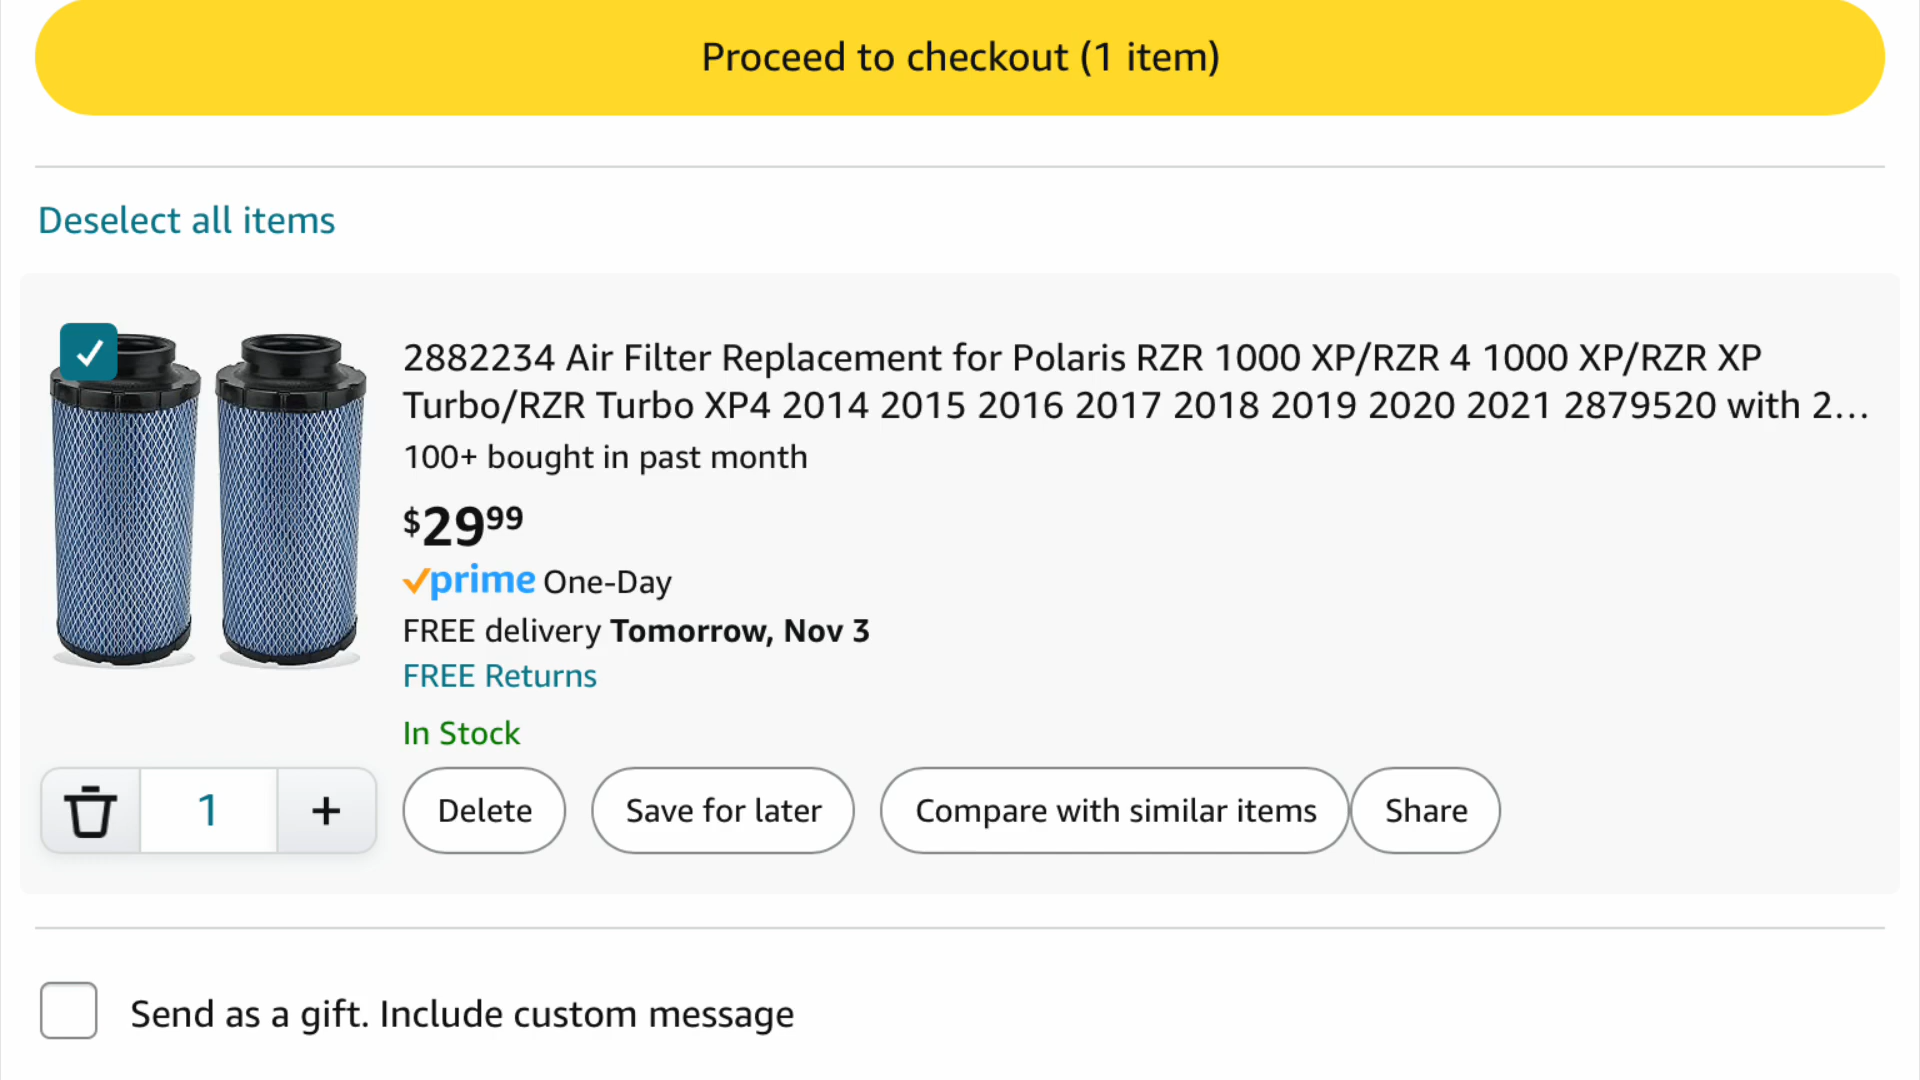 Proceed to checkout (1 item)
Deselect all items
2882234 Air Filter Replacement for Polaris RZR 1000 XP/RZR 4 1000 XP/RZR XP
Turbo/RZR Turbo XP4 2014 2015 2016 2017 2018 2019 2020 2021 2879520 with 2…
100+ bought in past month
$2999
prime One-Day
FREE delivery Tomorrow, Nov 3
FREE Returns
In Stock
1 + Delete Save for later Compare with similar items Share
Send as a gift. Include custom message